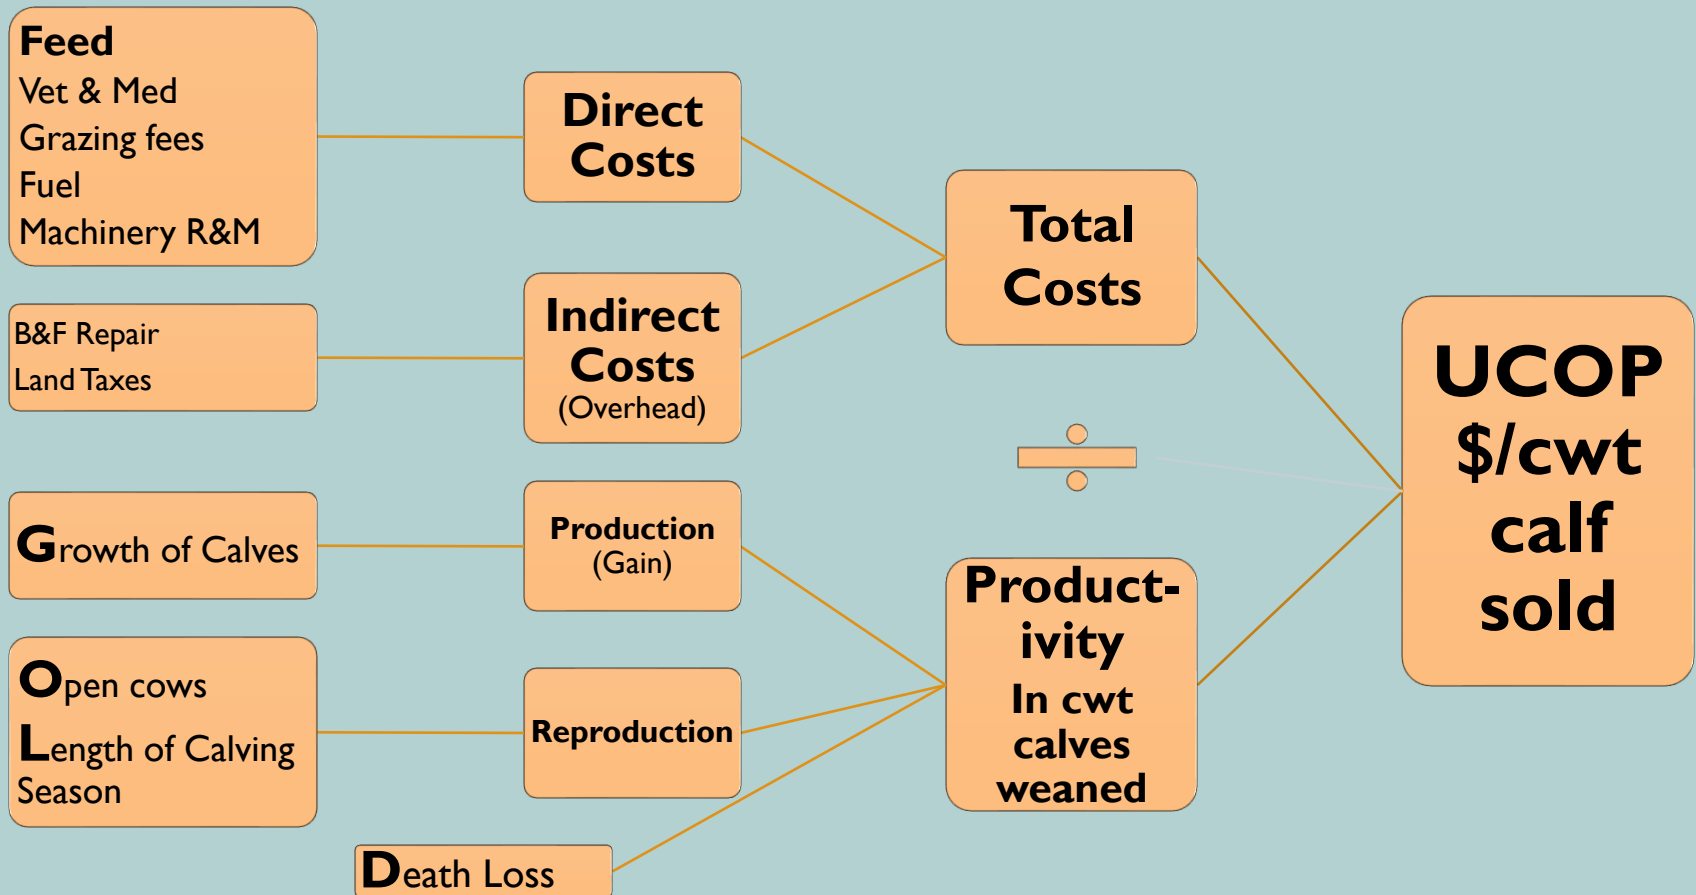 Feed
Vet & Med
Grazing fees
Fuel
Machinery R&M
B&F Repair
Land Taxes
Growth of Calves
Open cows
Length of Calving
Season
Death Loss
Direct
Costs
Indirect
Costs
(Overhead)
Production
(Gain)
Reproduction
Total
Costs
÷
Product-
ivity
In cwt
calves
weaned
UCOP
$/cwt
calf
sold